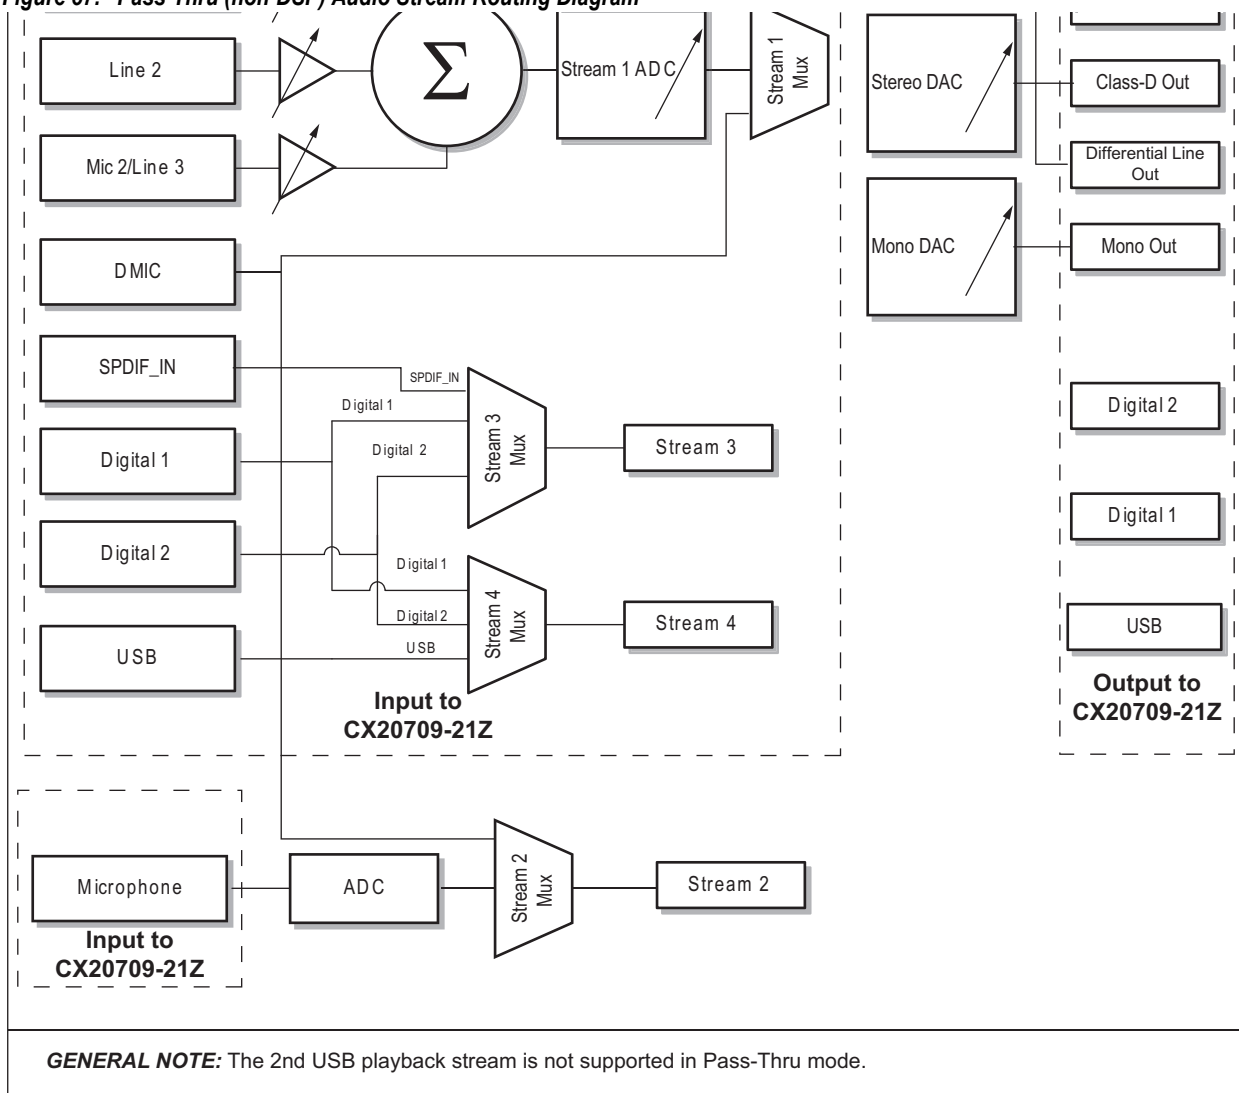 Figure 67. Pass-Thru (non-DSP) Audio Stream Routing Diagram
Line 2
Σ
Stream 1 ADC
Stream 1
Mux
Stereo DAC
Class-D Out
Mic 2/Line 3
Differential Line
Out
DMIC
Mono DAC
Mono Out
SPDIF_IN
SPDIF_IN
Digital 1
Digital 2
Stream 3
Mux
Stream 3
Digital 2
Digital 1
Digital 1
Digital 2
Digital 1
Digital 2
USB
Stream 4
Mux
Stream 4
USB
USB
Input to
CX20709-21Z
Output to
CX20709-21Z
Microphone
ADC
Stream 2
Mux
Stream 2
Input to
CX20709-21Z
GENERAL NOTE: The 2nd USB playback stream is not supported in Pass-Thru mode.